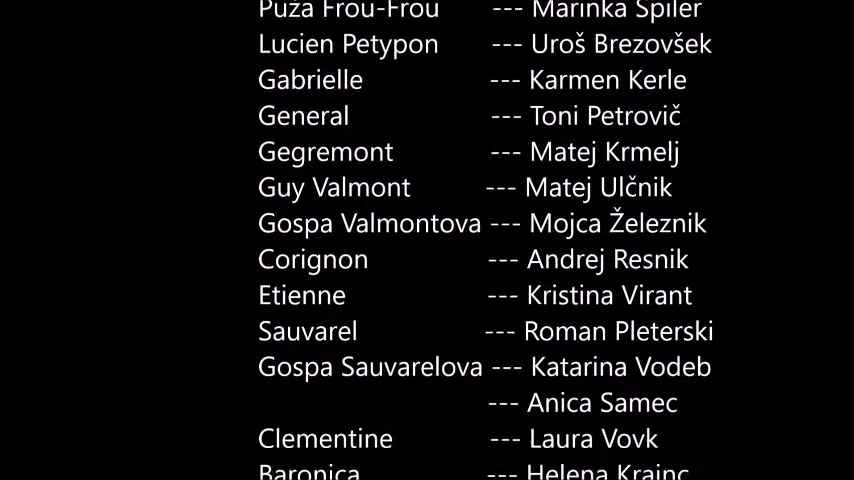 Puza Frou-Frou --- Marinka Špiler
Lucien Petypon --- Uroš Brezovšek
Gabrielle --- Karmen Kerle
General --- Toni Petrovič
Gegremont --- Matej Krmelj
Guy Valmont --- Matej Ulčnik
Gospa Valmontova --- Mojca Železnik
Corignon --- Andrej Resnik
Etienne --- Kristina Virant
Sauvarel --- Roman Pleterski
Gospa Sauvarelova --- Katarina Vodeb
--- Anica Samec
Clementine --- Laura Vovk
Baronica --- Helena Krajnc